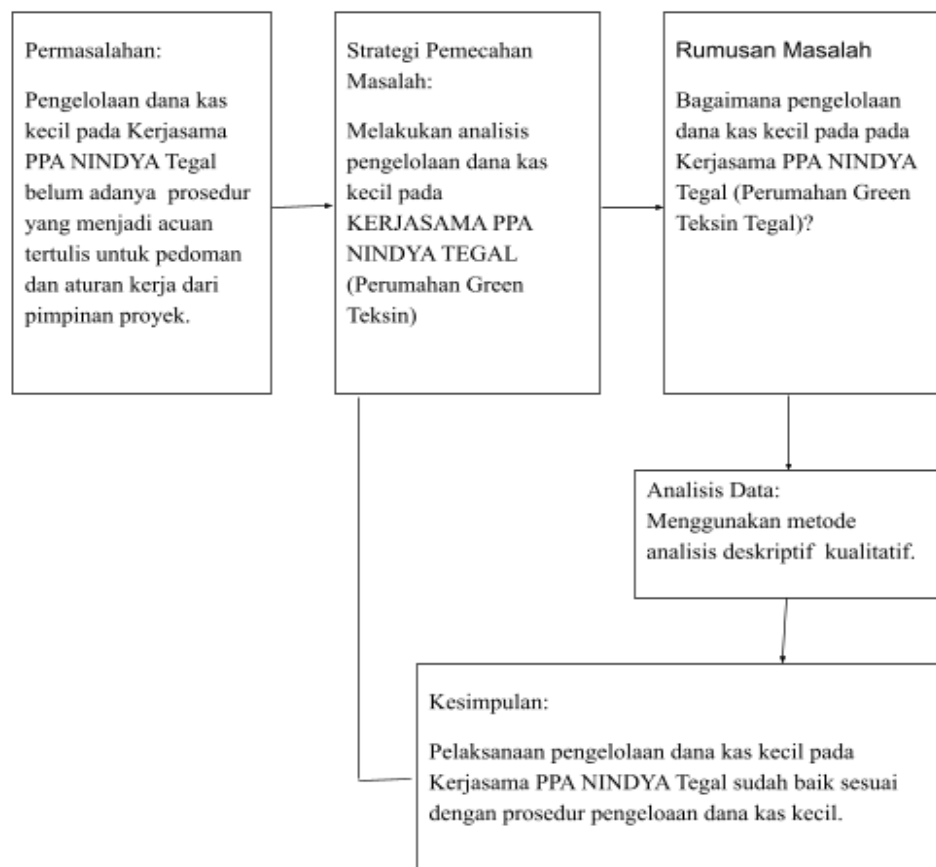 Permasalahan:
Pengelolaan dana kas
kecil pada Kerjasama
PPA NINDYA Tegal
belum adanya prosedur
yang menjadi acuan
tertulis untuk pedoman
dan aturan kerja dari
pimpinan proyek.
Strategi Pemecahan
Masalah:
Melakukan analisis
pengelolaan dana kas
kecil pada
KERJASAMA PPA
NINDYA TEGAL
(Perumahan Green
Teksin)
Rumusan Masalah
Bagaimana pengelolaan
dana kas kecil pada pada
Kerjasama PPA NINDYA
Tegal (Perumahan Green
Teksin Tegal)?
Analisis Data:
Menggunakan metode
analisis deskriptif kualitatif.
Kesimpulan:
Pelaksanaan pengelolaan dana kas kecil pada
Kerjasama PPA NINDYA Tegal sudah baik sesuai
dengan prosedur pengeloaan dana kas kecil.